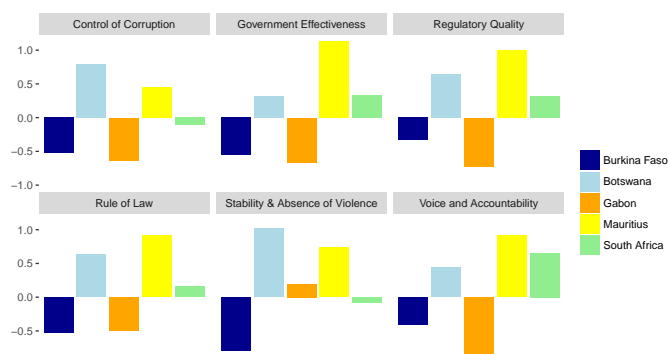 Control of Corruption
Government Effectiveness
Regulatory Quality
1.0
0.5
0.0
−0.5
−1.0
Rule of Law
Stability & Absence of Violence
Voice and Accountability
1.0
0.5
0.0
−0.5
Burkina Faso
Botswana
Gabon
Mauritius
South Africa